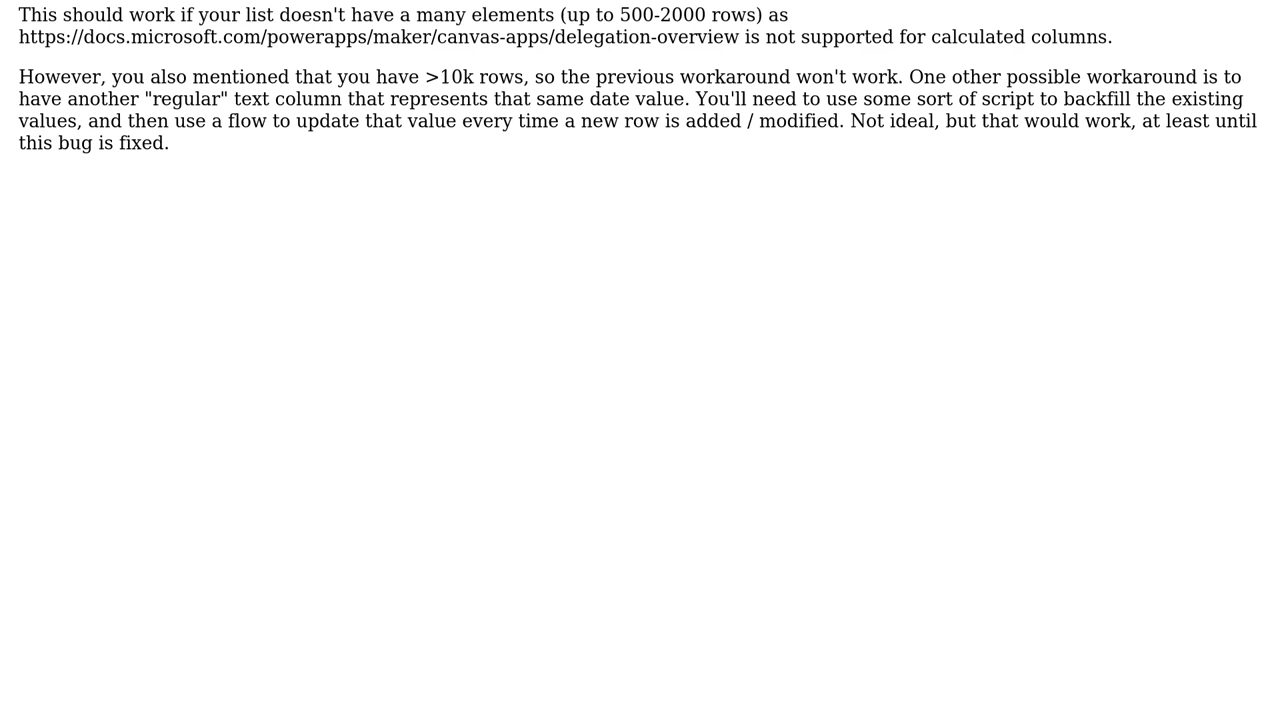 This should work if your list doesn't have a many elements (up to 500-2000 rows) as
https://docs.microsoft.com/powerapps/maker/canvas-apps/delegation-overview is not supported for calculated columns.
However, you also mentioned that you have >10k rows, so the previous workaround won't work. One other possible workaround is to
have another "regular" text column that represents that same date value. You'll need to use some sort of script to backfill the existing
values, and then use a flow to update that value every time a new row is added / modified. Not ideal, but that would work, at least until
this bug is fixed.